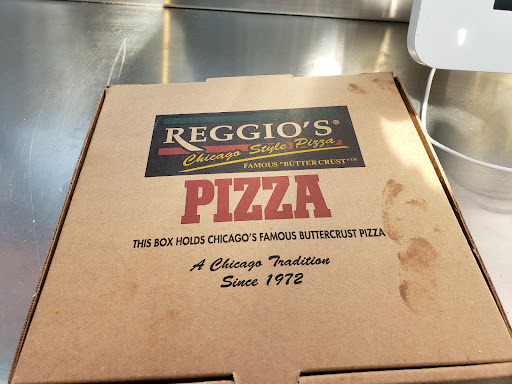 REGGIO'S®
Chicago Style Pizza
FAMOUS "BUTTER CRUST"™
PIZZA
THIS BOX HOLDS CHICAGO'S FAMOUS BUTTERCRUST PIZZA
A Chicago Tradition
Since 1972